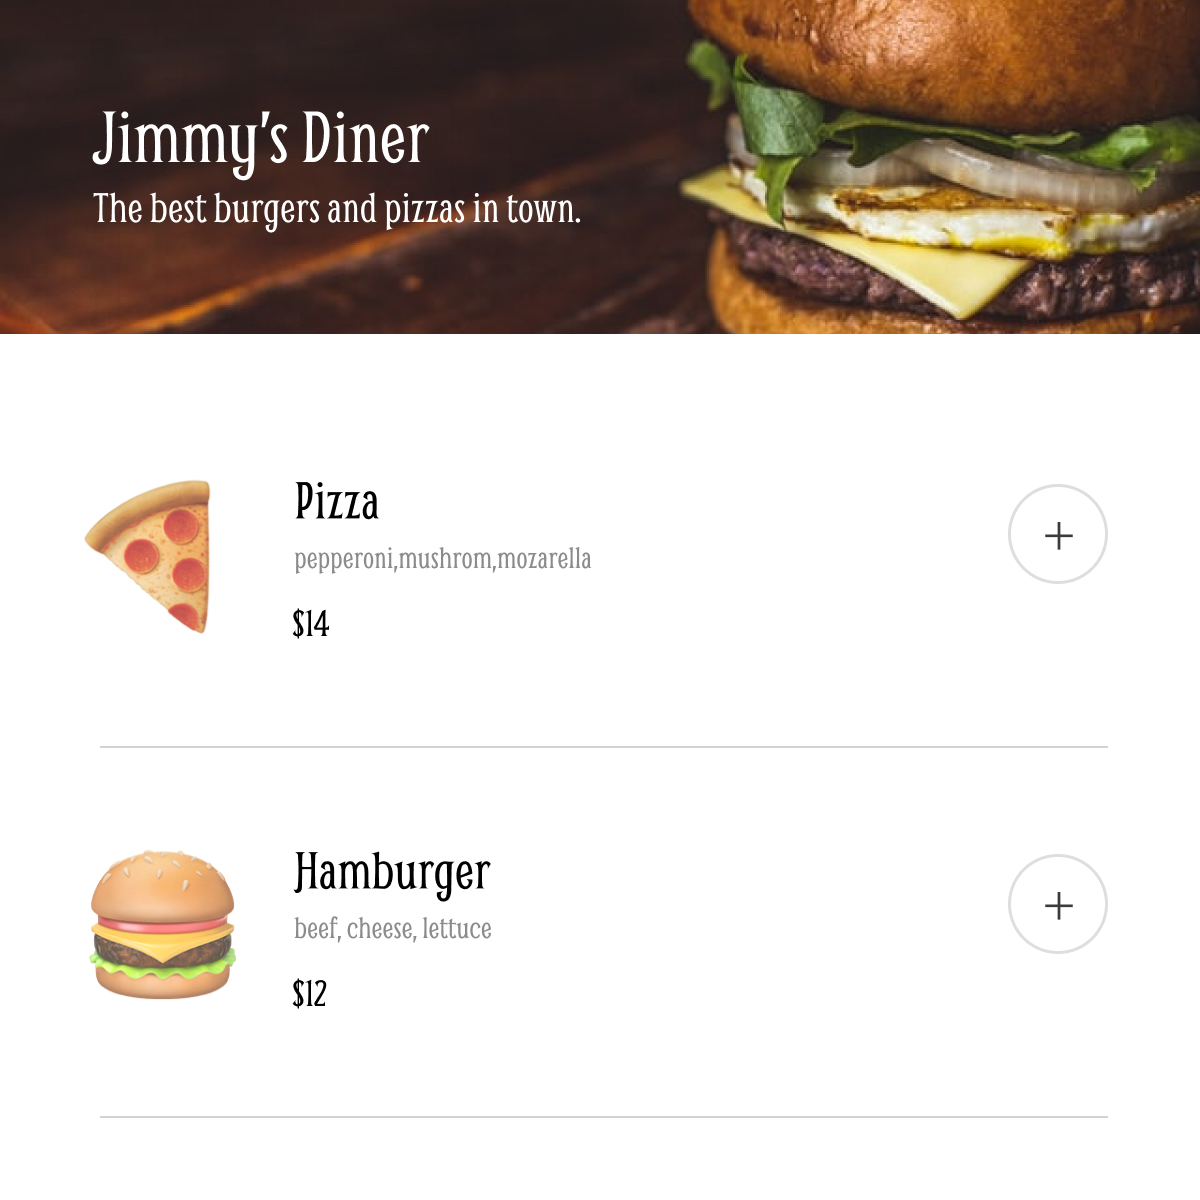 Jimmy's Diner
The best burgers and pizzas in town.
Pizza
pepperoni,mushrom,mozarella
$14
Hamburger
beef, cheese, lettuce
$12